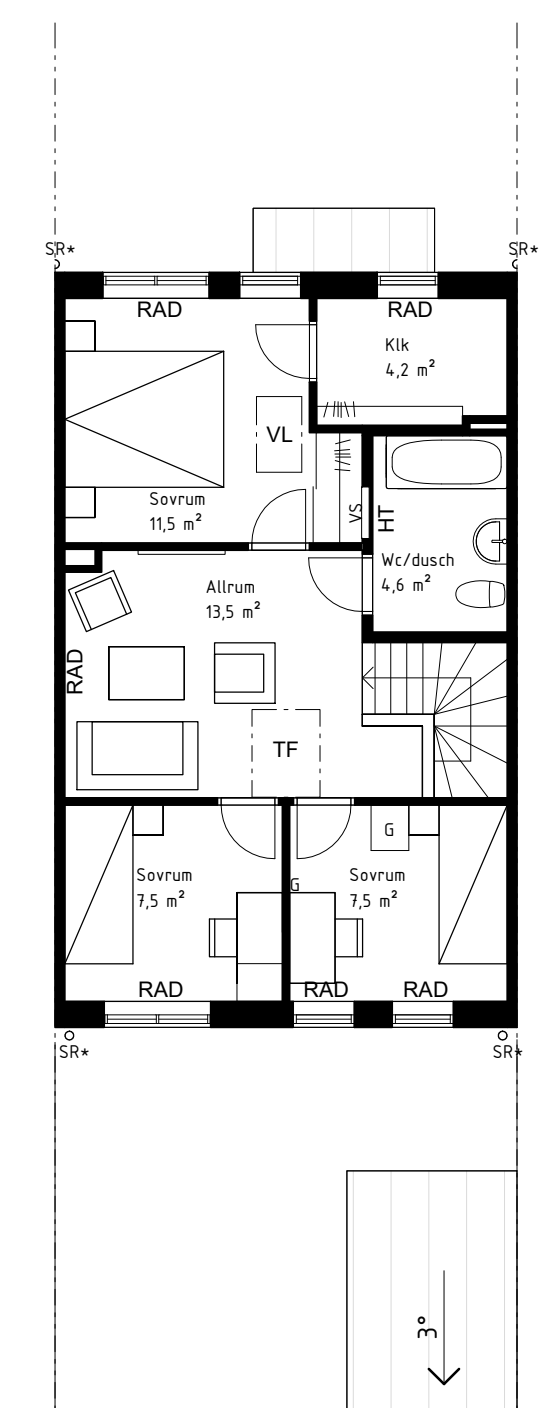 SR*
SR*
RAD
RAD
Klk
4,2 m²
VL
Sovrum
11,5 m²
VS
HT
Wc/dusch
4,6 m²
Allrum
13,5 m²
RAD
TF
G
Sovrum
7,5 m²
Sovrum
7,5 m²
G
RAD
RAD
RAD
SR*
SR*
3°